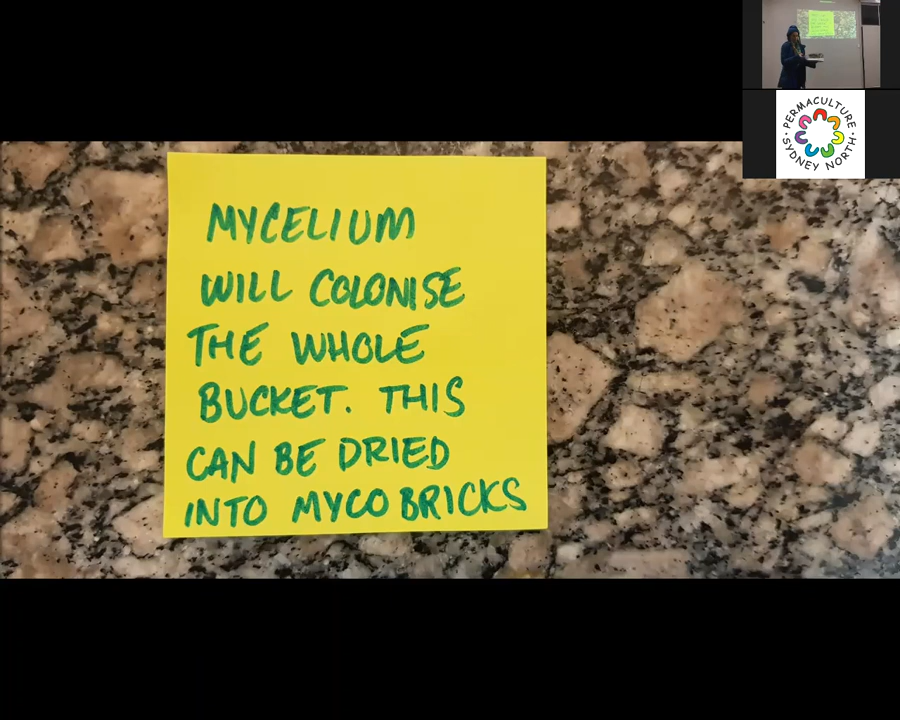 MYCELIUM
WILL COLONISE
THE WHOLE
BUCKET. THIS
CAN BE DRIED
INTO MYCO BRICKS
· PERMACULTURE ·
SYDNEY NORTH